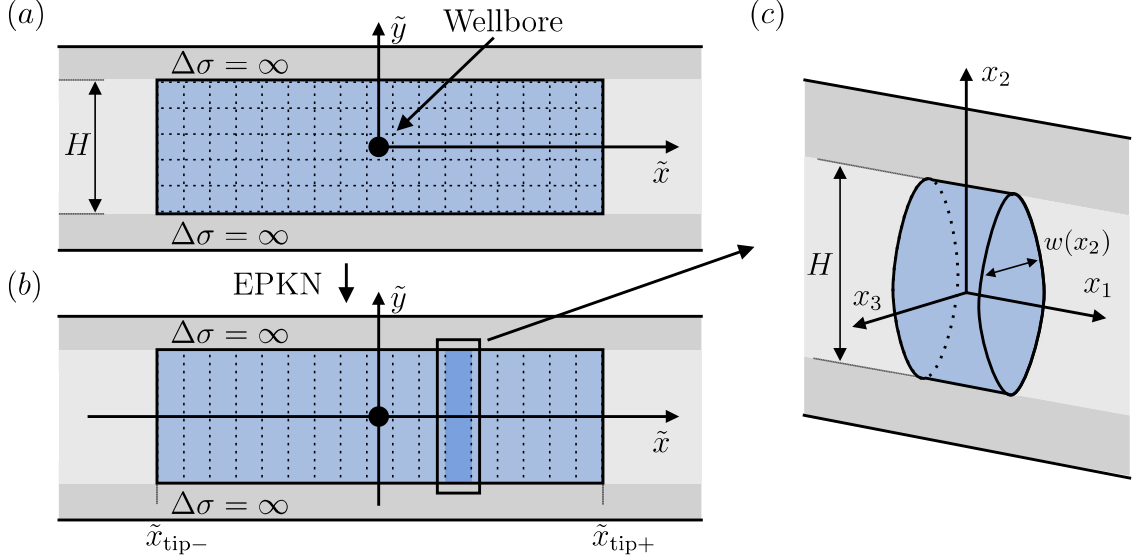 (a)
Wellbore
ỹ
Δσ = ∞
H
x̃
Δσ = ∞
(b)
EPKN
ỹ
Δσ = ∞
x̃
Δσ = ∞
x̃tip−
x̃tip+
(c)
x₂
H
w(x₂)
x₃
x₁